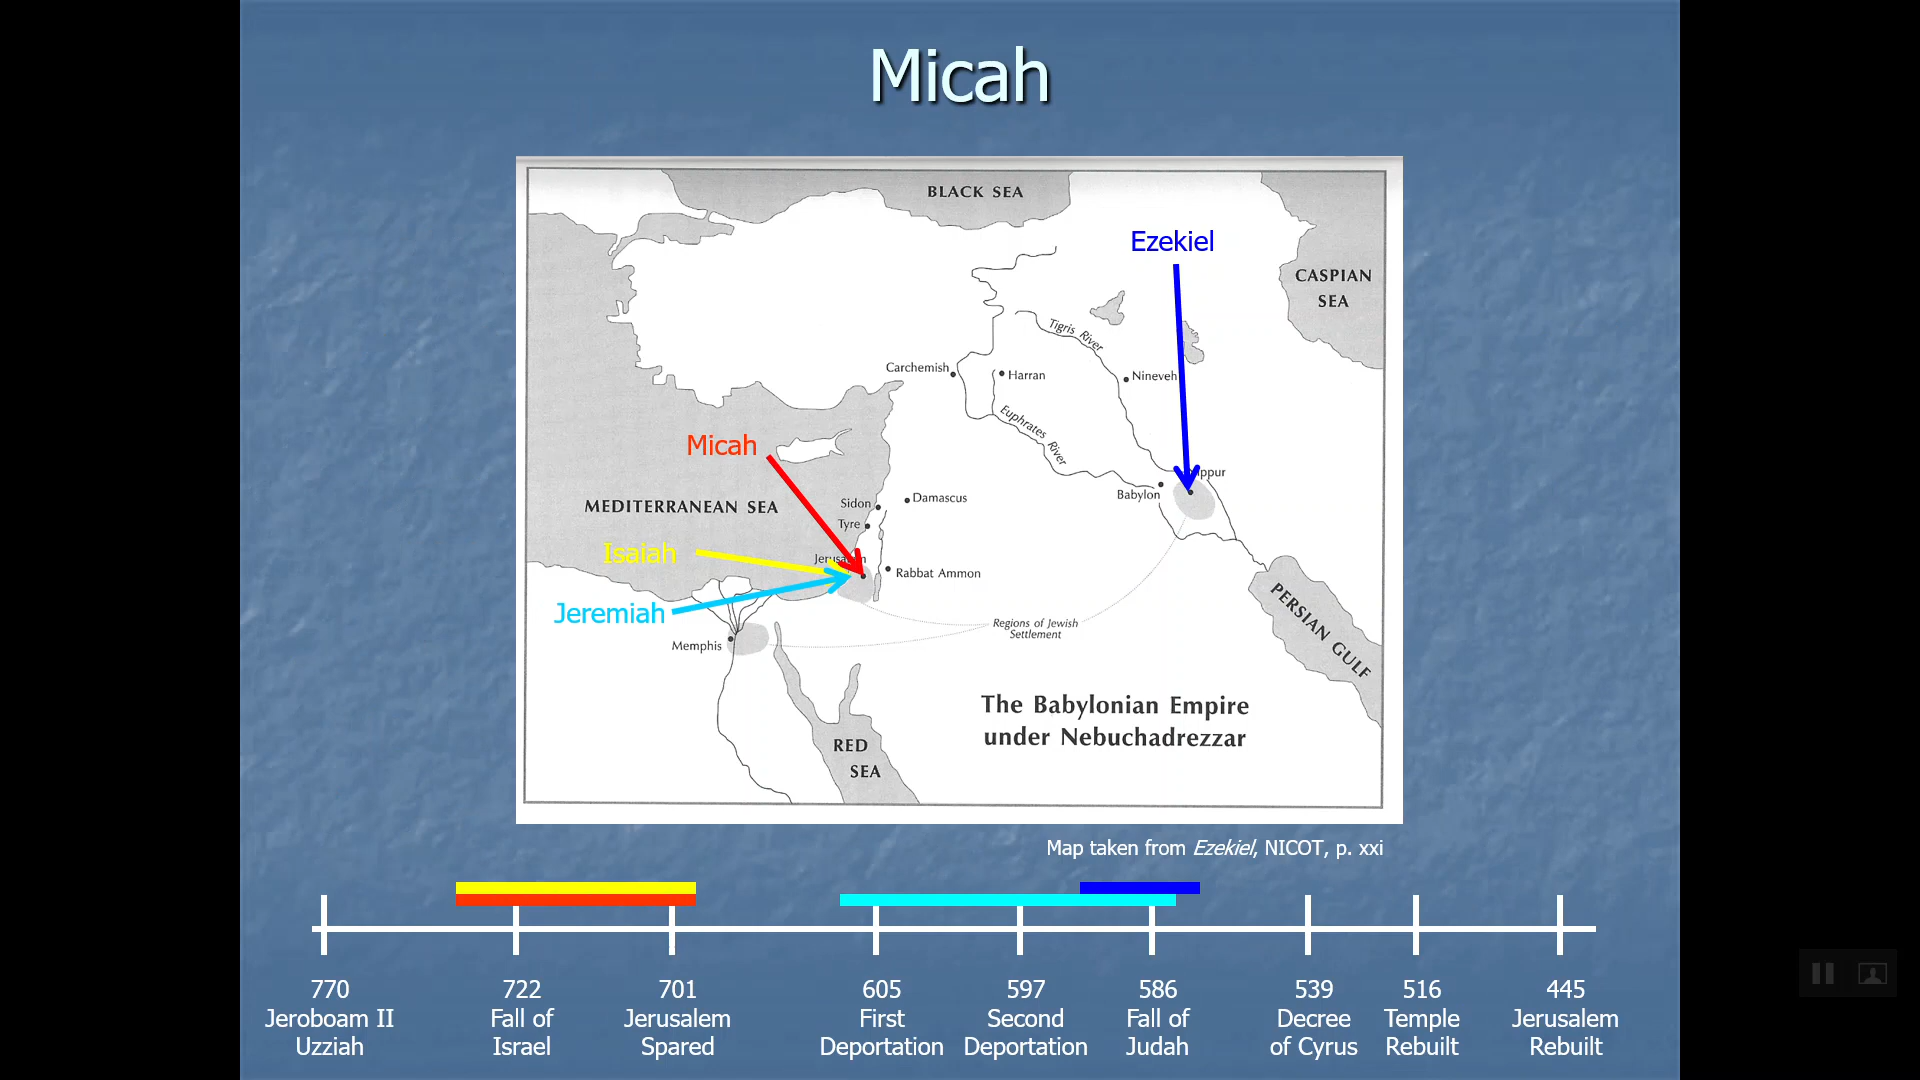 Micah
BLACK SEA
Ezekiel
CASPIAN
SEA
Tigris River
Carchemish
Harran
Nineveh
Euphrates River
Micah
ippur
MEDITERRANEAN SEA
Sidon
Damascus
Babylon
Tyre
Isaiah
Rabbat Ammon
Jeremiah
PERSIAN GULF
Regions of Jewish
Settlement
Memphis
The Babylonian Empire
under Nebuchadrezzar
RED
SEA
Map taken from Ezekiel, NICOT, p. xxi
770 722 701 605 597 586 539 516 445
Jeroboam II Fall of Jerusalem First Second Fall of Decree Temple Jerusalem
Uzziah Israel Spared Deportation Deportation Judah of Cyrus Rebuilt Rebuilt